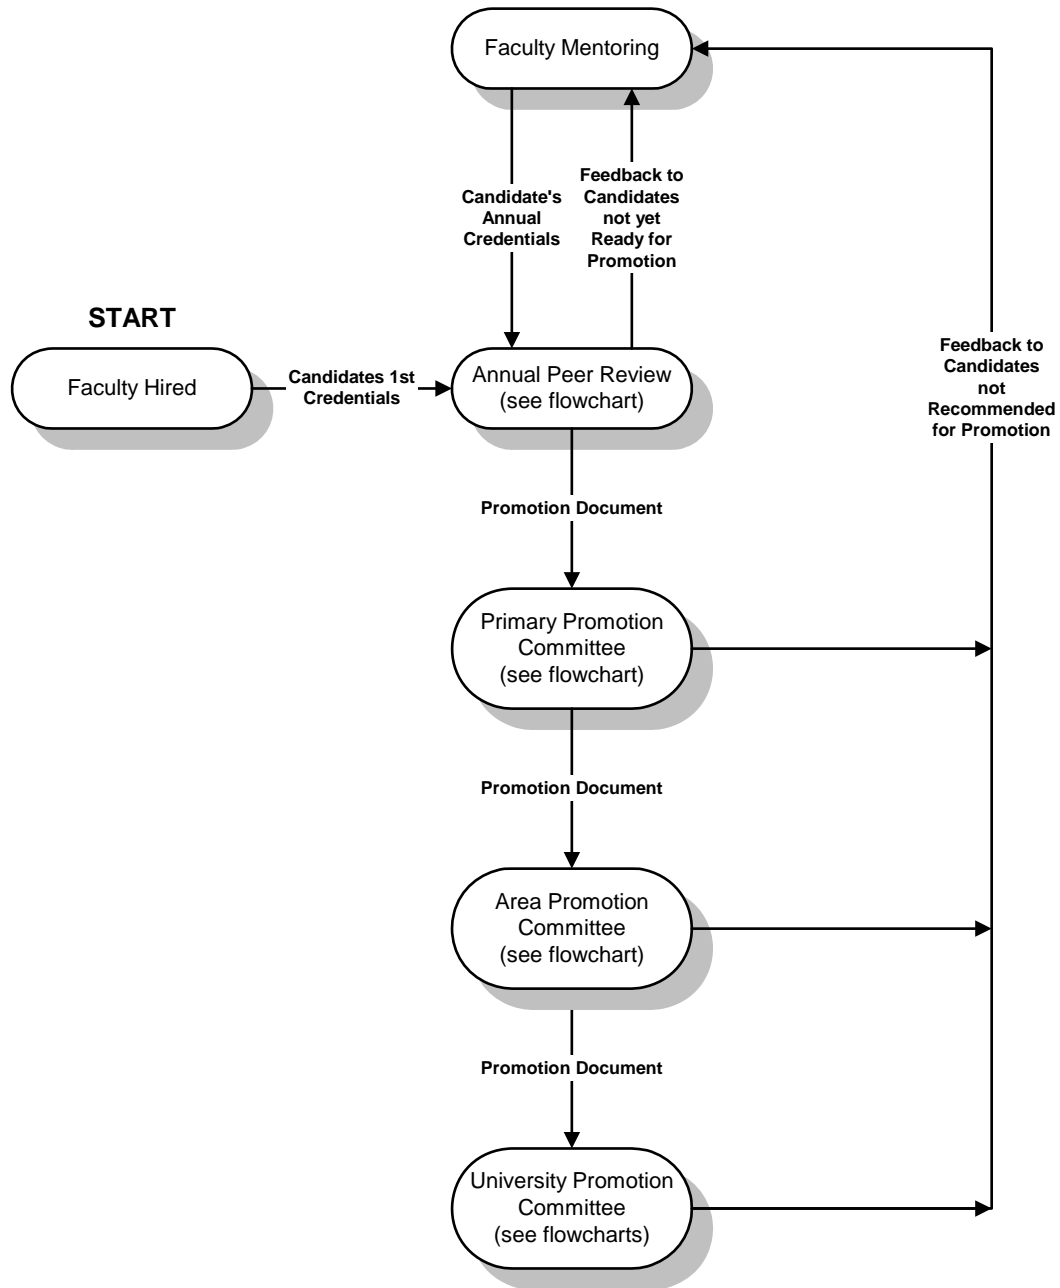 Faculty Mentoring
Candidate's
Annual
Credentials
Feedback to
Candidates
not yet
Ready for
Promotion
START
Faculty Hired
Candidates 1st
Credentials
Annual Peer Review
(see flowchart)
Feedback to
Candidates
not
Recommended
for Promotion
Promotion Document
Primary Promotion
Committee
(see flowchart)
Promotion Document
Area Promotion
Committee
(see flowchart)
Promotion Document
University Promotion
Committee
(see flowcharts)